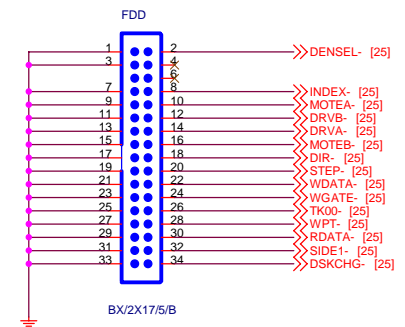 FDD
1 2 DENSEL- [25]
3 4
6
7 8 INDEX- [25]
9 10 MOTEA- [25]
11 12 DRVB- [25]
13 14 DRVA- [25]
15 16 MOTEB- [25]
17 18 DIR- [25]
19 20 STEP- [25]
21 22 WDATA- [25]
23 24 WGATE- [25]
25 26 TK00- [25]
27 28 WPT- [25]
29 30 RDATA- [25]
31 32 SIDE1- [25]
33 34 DSKCHG- [25]
BX/2X17/5/B